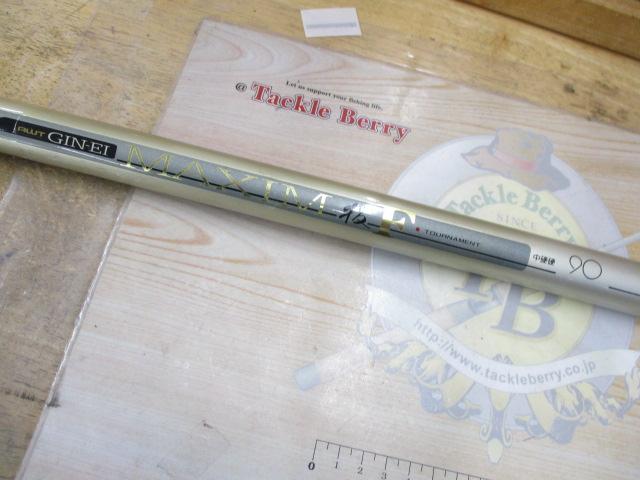 Let us support your fishing life.
@ Tackle Berry
AWT GIN-EI MAXIM F・TOURNAMENT 中硬硬 90
Tackle Berry
SINCE
B
http://www.tackleberry.co.jp
0 1 2 3 4 5 6 7 8